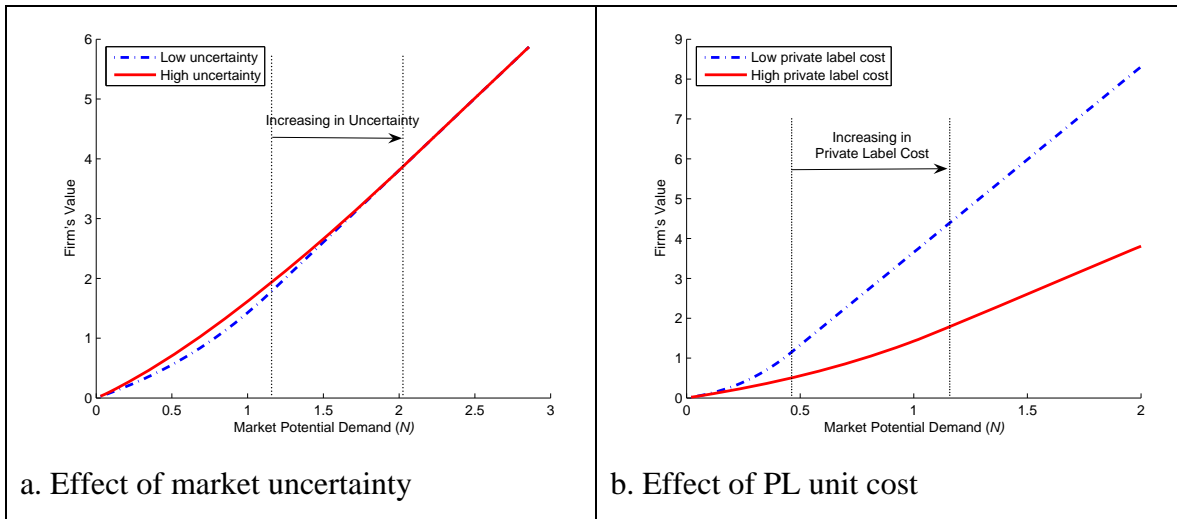 6
5
4
3
2
1
0
Firm's Value
Low uncertainty
High uncertainty
Increasing in Uncertainty
0 0.5 1 1.5 2 2.5 3
Market Potential Demand (N)
a. Effect of market uncertainty
9
8
7
6
5
4
3
2
1
0
Firm's Value
Low private label cost
High private label cost
Increasing in
Private Label Cost
0 0.5 1 1.5 2
Market Potential Demand (N)
b. Effect of PL unit cost